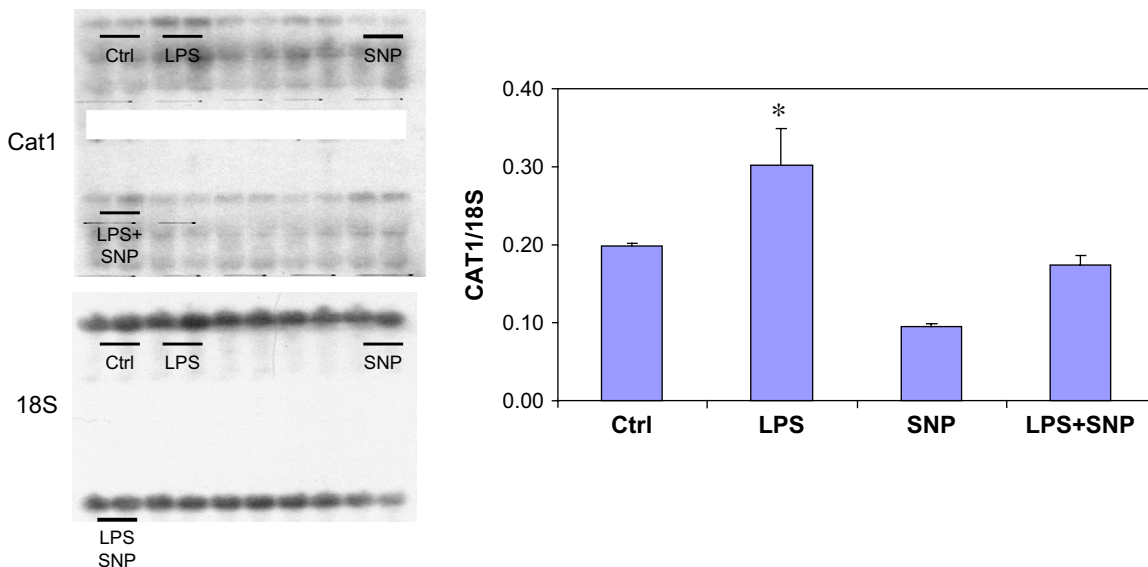 Ctrl LPS SNP
Cat1
LPS+
SNP
Ctrl LPS SNP
18S
LPS
SNP
CAT1/18S
0.40
*
0.30
0.20
0.10
0.00
Ctrl LPS SNP LPS+SNP